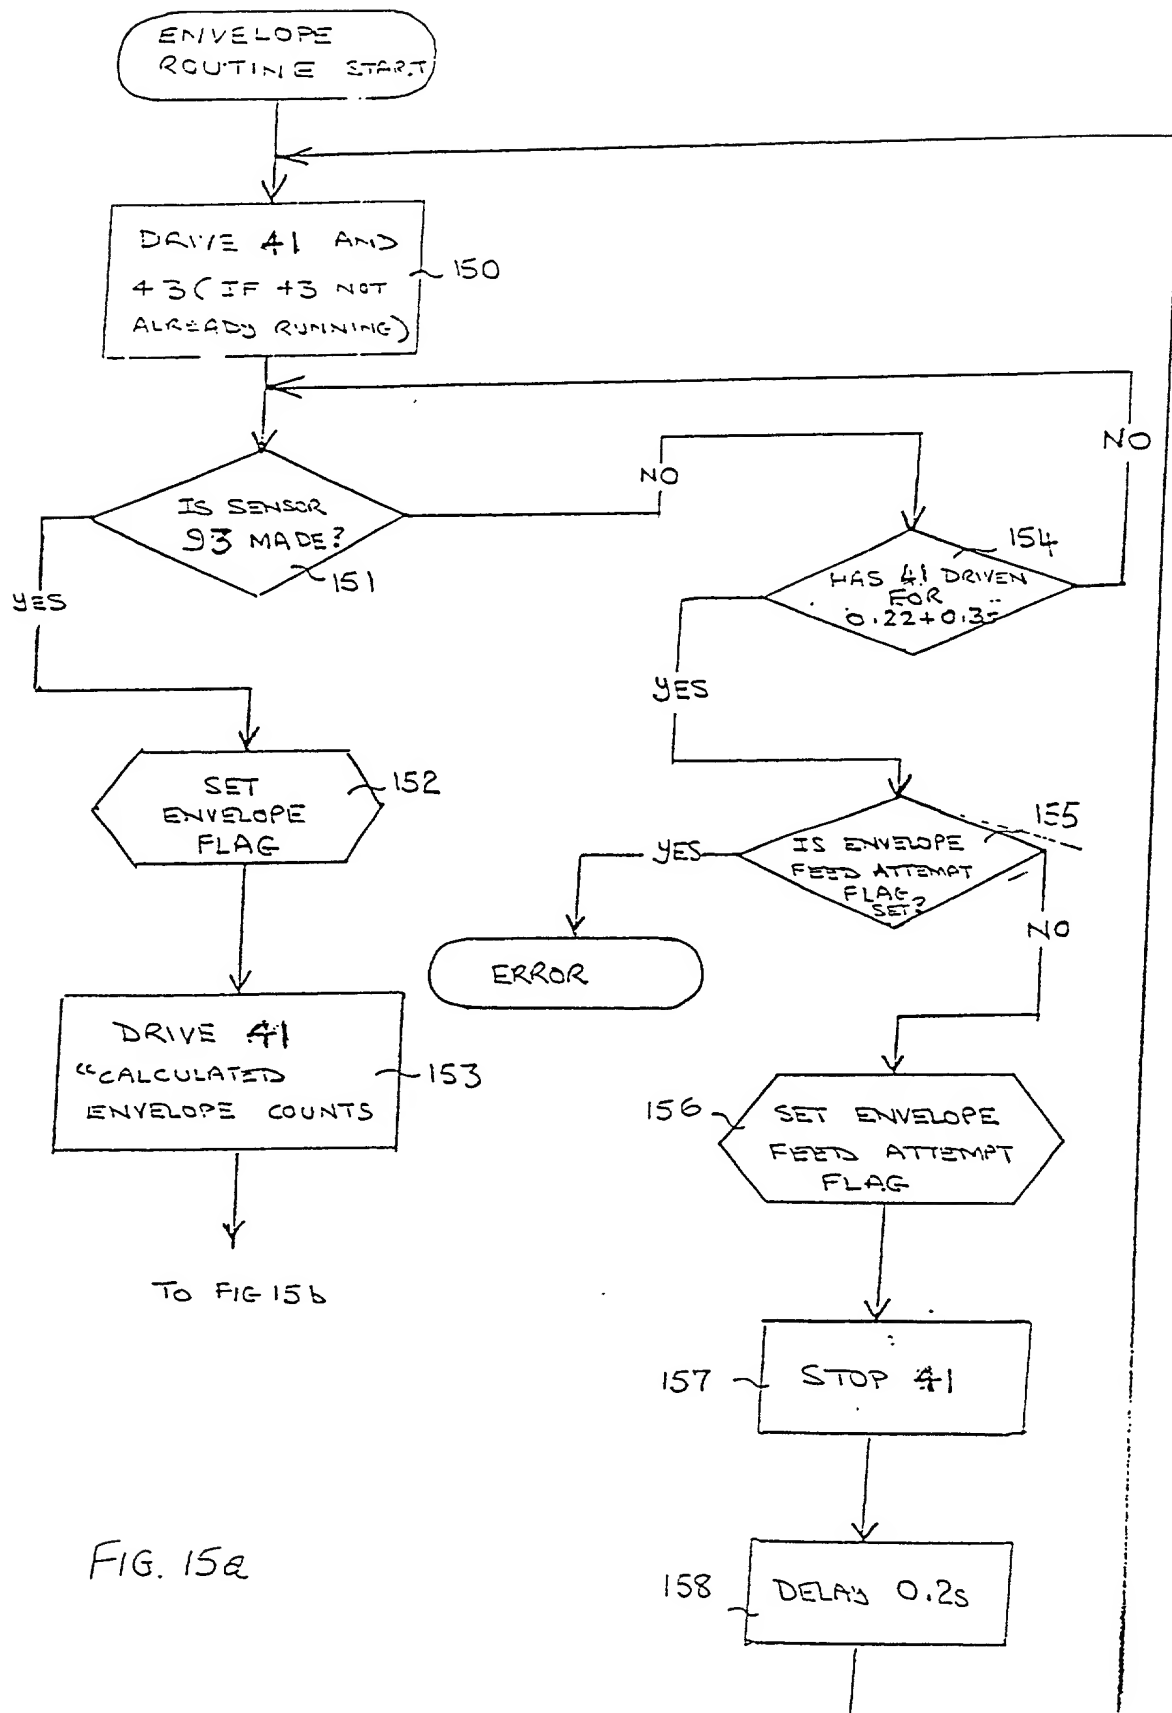 ENVELOPE
ROUTINE START
DRIVE 41 AND
43 (IF 43 NOT
ALREADY RUNNING)
150
IS SENSOR
93 MADE?
151
YES
NO
HAS 41 DRIVEN
FOR
0.22+0.3s
154
NO
YES
SET
ENVELOPE
FLAG
152
IS ENVELOPE
FEED ATTEMPT
FLAG
SET?
155
YES
NO
ERROR
DRIVE 41
“CALCULATED
ENVELOPE COUNTS
153
TO FIG 15b
156
SET ENVELOPE
FEED ATTEMPT
FLAG
157
STOP 41
158
DELAY 0.2s
FIG. 15a